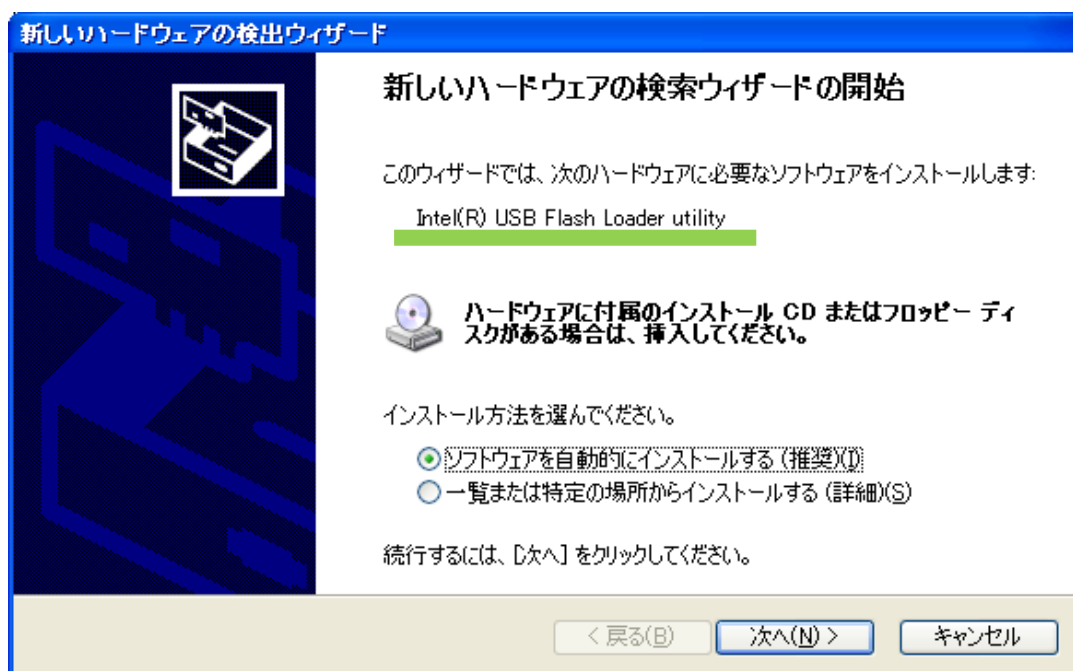 新しいハードウェアの検出ウィザード
新しいハードウェアの検索ウィザードの開始
このウィザードでは、次のハードウェアに必要なソフトウェアをインストールします:
Intel(R) USB Flash Loader utility
ハードウェアに付属のインストール CD またはフロッピー ディ
スクがある場合は、挿入してください。
インストール方法を選んでください。
ソフトウェアを自動的にインストールする (推奨)(I)
一覧または特定の場所からインストールする (詳細)(S)
続行するには、[次へ] をクリックしてください。
< 戻る(B) 次へ(N) > キャンセル